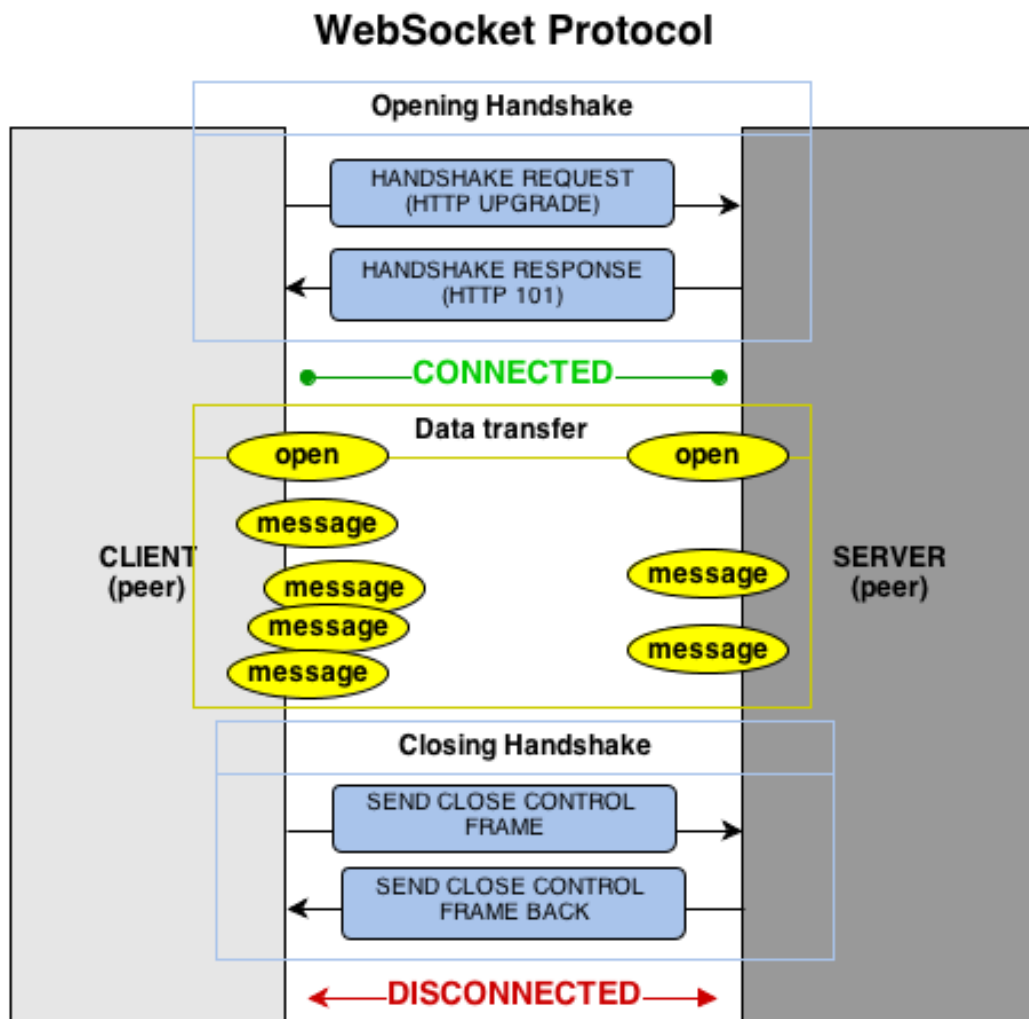 WebSocket Protocol
Opening Handshake
HANDSHAKE REQUEST
(HTTP UPGRADE)
HANDSHAKE RESPONSE
(HTTP 101)
CONNECTED
Data transfer
open
open
message
CLIENT
(peer)
message
message
message
message
message
SERVER
(peer)
Closing Handshake
SEND CLOSE CONTROL
FRAME
SEND CLOSE CONTROL
FRAME BACK
DISCONNECTED